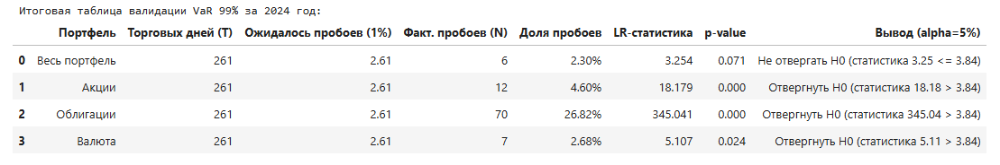 Итоговая таблица валидации VaR 99% за 2024 год:
Портфель Торговых дней (T) Ожидалось пробоев (1%) Факт. пробоев (N) Доля пробоев LR-статистика p-value Вывод (alpha=5%)
0 Весь портфель 261 2.61 6 2.30% 3.254 0.071 Не отвергать H0 (статистика 3.25 <= 3.84)
1 Акции 261 2.61 12 4.60% 18.179 0.000 Отвергнуть H0 (статистика 18.18 > 3.84)
2 Облигации 261 2.61 70 26.82% 345.041 0.000 Отвергнуть H0 (статистика 345.04 > 3.84)
3 Валюта 261 2.61 7 2.68% 5.107 0.024 Отвергнуть H0 (статистика 5.11 > 3.84)